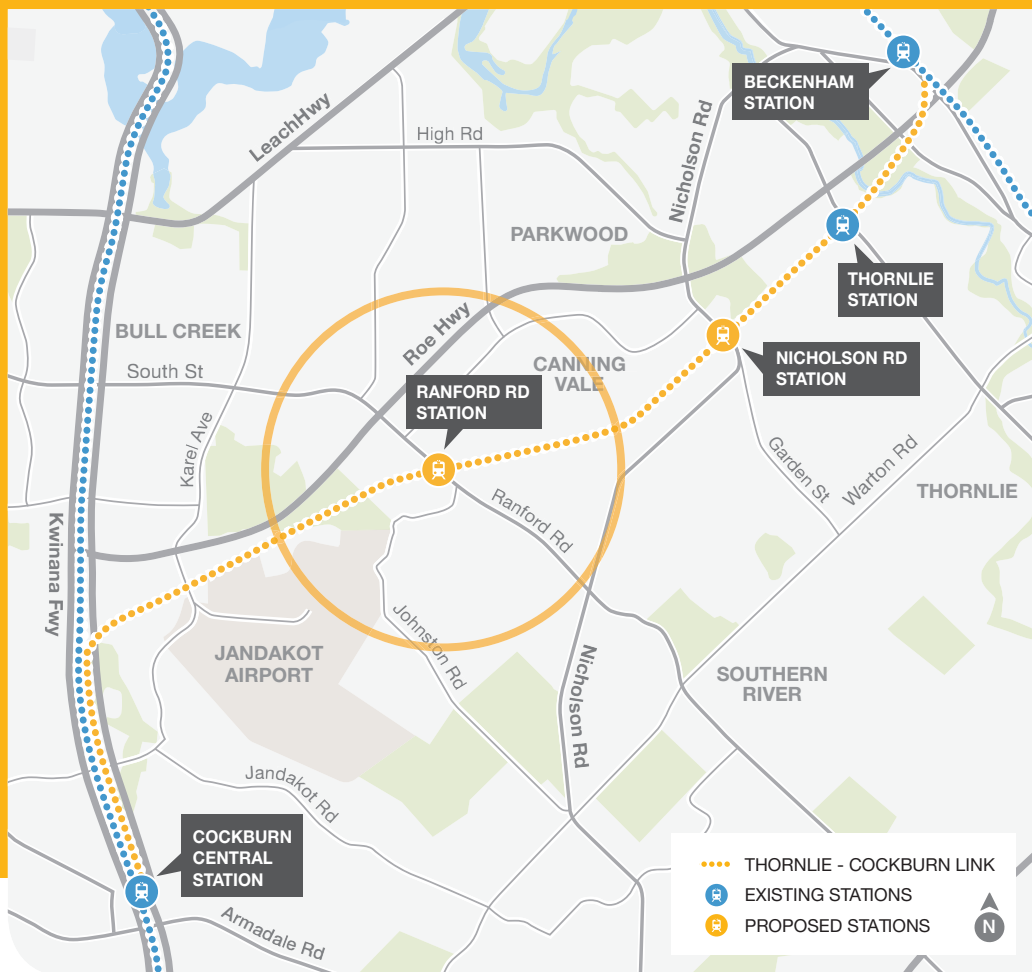 BECKENHAM
STATION
Leach Hwy
High Rd
Nicholson Rd
PARKWOOD
THORNLIE
STATION
BULL CREEK
Roe Hwy
NICHOLSON RD
STATION
CANNING
VALE
South St
RANFORD RD
STATION
Karel Ave
Garden St
Warton Rd
THORNLIE
Ranford Rd
Kwinana Fwy
Johnston Rd
JANDAKOT
AIRPORT
Nicholson Rd
SOUTHERN
RIVER
Jandakot Rd
COCKBURN
CENTRAL
STATION
Armadale Rd
THORNLIE - COCKBURN LINK
EXISTING STATIONS
PROPOSED STATIONS
N